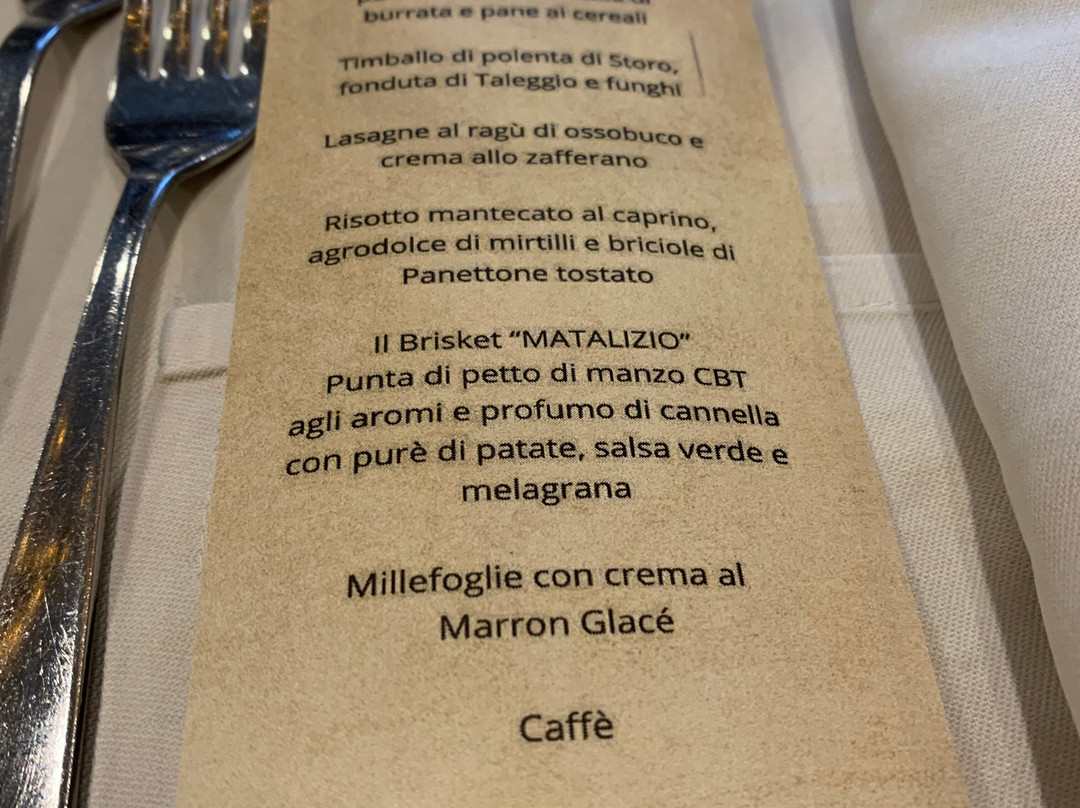 burrata e pane ai cereali
Timballo di polenta di Storo,
fonduta di Taleggio e funghi
Lasagne al ragù di ossobuco e
crema allo zafferano
Risotto mantecato al caprino,
agrodolce di mirtilli e briciole di
Panettone tostato
Il Brisket “MATALIZIO”
Punta di petto di manzo CBT
agli aromi e profumo di cannella
con purè di patate, salsa verde e
melagrana
Millefoglie con crema al
Marron Glacé
Caffè